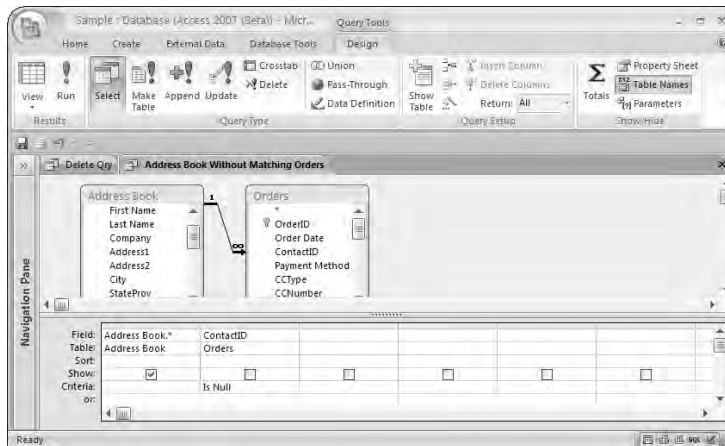 Sample : Database (Access 2007 (Beta)) - Micr... Query Tools
Home Create External Data Database Tools Design
View
Run
Results
Select
Make Table
Append
Update
Crosstab
Delete
Union
Pass-Through
Data Definition
Query Type
Show Table
Insert Column
Delete Columns
Return: All
Query Setup
Totals
Property Sheet
Table Names
Parameters
Show/Hide
Delete Qry Address Book Without Matching Orders
Navigation Pane
Address Book
First Name
Last Name
Company
Address1
Address2
City
StateProv
1
∞
Orders
*
OrderID
Order Date
ContactID
Payment Method
CCType
CCNumber
Field: Address Book.* ContactID
Table: Address Book Orders
Sort:
Show:
Criteria: Is Null
or:
Ready
SQL